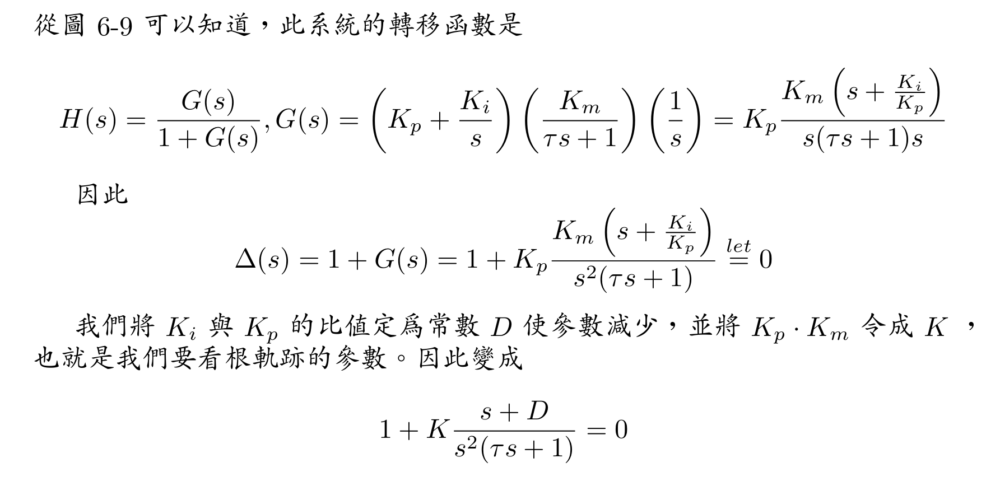 從圖 6-9 可以知道，此系統的轉移函數是
H(s) = \frac{G(s)}{1 + G(s)}, G(s) = \left(K_p + \frac{K_i}{s}\right) \left(\frac{K_m}{\tau s + 1}\right) \left(\frac{1}{s}\right) = K_p \frac{K_m \left(s + \frac{K_i}{K_p}\right)}{s(\tau s + 1)s}
因此
\Delta(s) = 1 + G(s) = 1 + K_p \frac{K_m \left(s + \frac{K_i}{K_p}\right)}{s^2(\tau s + 1)} \stackrel{let}{=} 0
我們將 K_i 與 K_p 的比值定爲常數 D 使參數減少，並將 K_p \cdot K_m 令成 K ，
也就是我們要看根軌跡的參數。因此變成
1 + K \frac{s + D}{s^2(\tau s + 1)} = 0